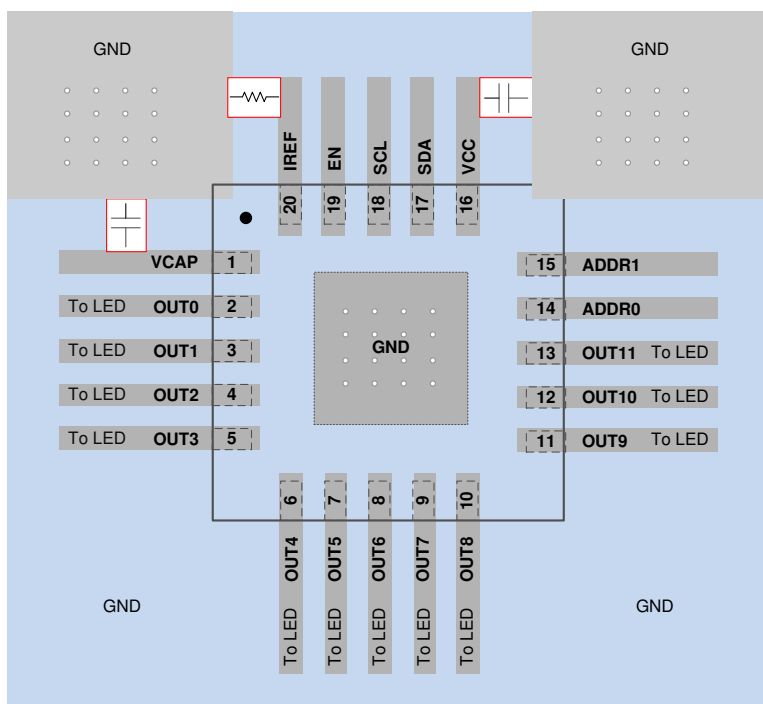 GND
GND
IREF
EN
SCL
SDA
VCC
20
19
18
17
16
VCAP 1
To LED OUT0 2
To LED OUT1 3
To LED OUT2 4
To LED OUT3 5
GND
15 ADDR1
14 ADDR0
13 OUT11 To LED
12 OUT10 To LED
11 OUT9 To LED
6
7
8
9
10
To LED OUT4
To LED OUT5
To LED OUT6
To LED OUT7
To LED OUT8
GND
GND